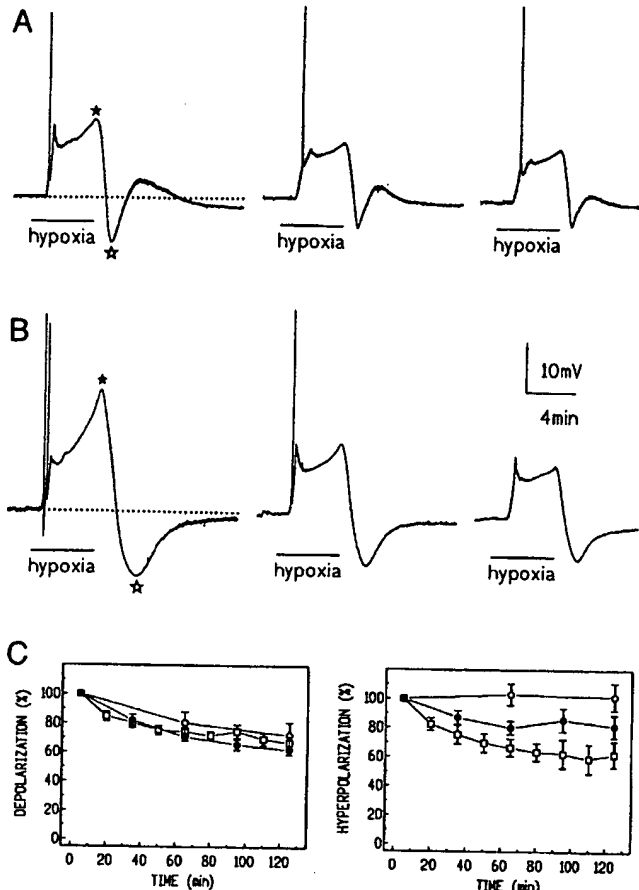 A
hypoxia
hypoxia
hypoxia
B
10mV
4min
hypoxia
hypoxia
hypoxia
C
DEPOLARIZATION (%)
100
80
60
40
20
0
0 20 40 60 80 100 120
TIME (min)
HYPERPOLARIZATION (%)
100
80
60
40
20
0
0 20 40 60 80 100 120
TIME (min)